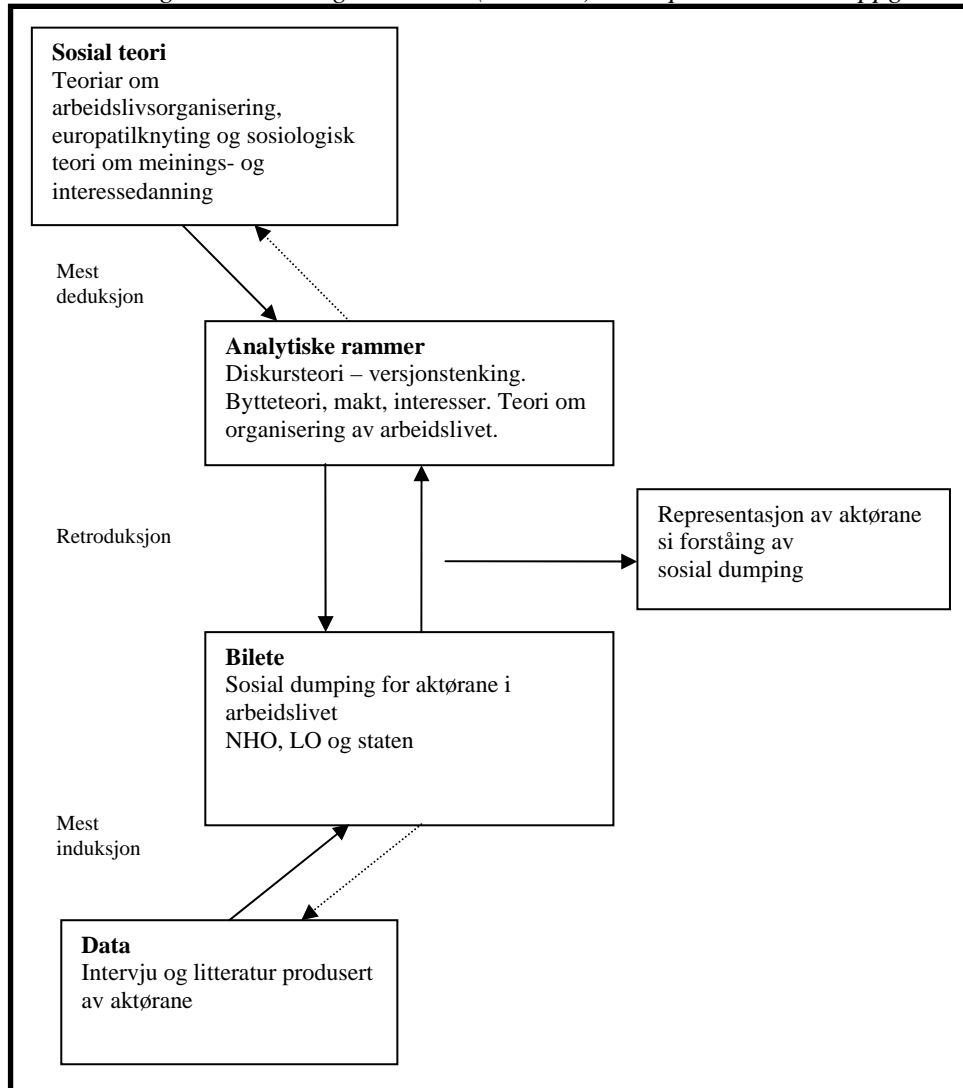 Sosial teori
Teoriar om
arbeidslivsorganisering,
europatilknyting og sosiologisk
teori om meinings- og
interessedanning
Mest
deduksjon
Analytiske rammer
Diskursteori – versjonstenking.
Bytteteori, makt, interesser. Teori om
organisering av arbeidslivet.
Retroduksjon
Representasjon av aktørane
si forståing av
sosial dumping
Bilete
Sosial dumping for aktørane i
arbeidslivet
NHO, LO og staten
Mest
induksjon
Data
Intervju og litteratur produsert
av aktørane